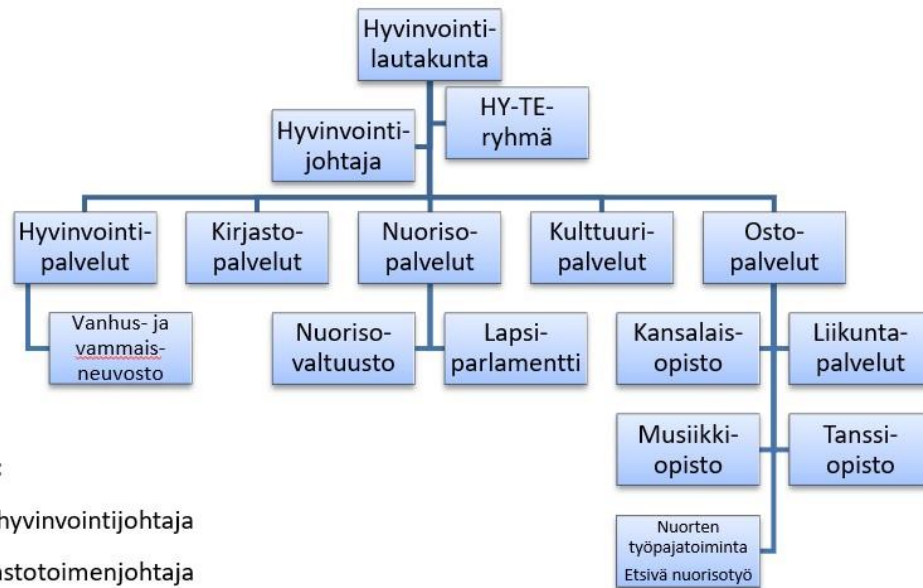 Hyvinvointi-
lautakunta
HY-TE-
ryhmä
Hyvinvointi-
johtaja
Hyvinvointi-
palvelut
Kirjasto-
palvelut
Nuoriso-
palvelut
Kulttuuri-
palvelut
Osto-
palvelut
Vanhus- ja
vammais-
neuvosto
Nuoriso-
valtuusto
Lapsi-
parlamentti
Kansalais-
opisto
Liikunta-
palvelut
Musiikki-
opisto
Tanssi-
opisto
Nuorten
työpajatoiminta
Etsivä nuorisotyö
:
hyvinvointijohtaja